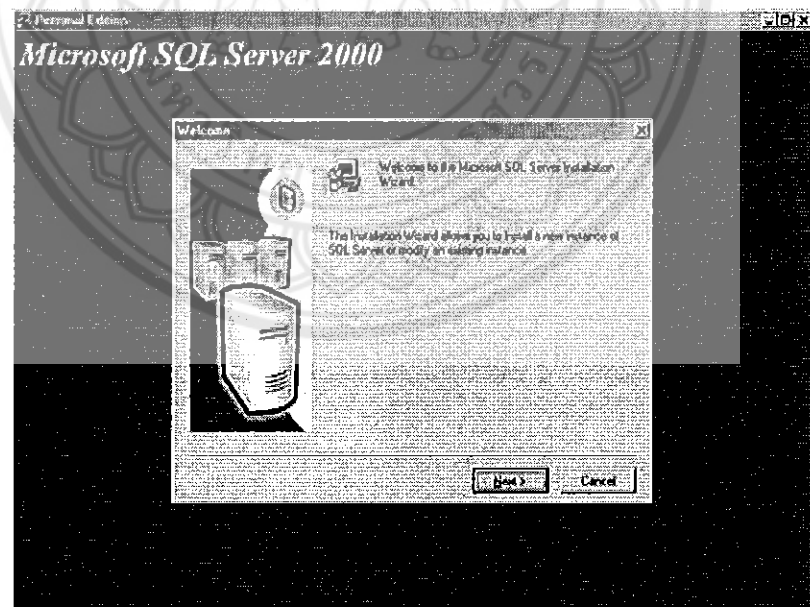 Personal Edition
Microsoft SQL Server 2000
Welcome
Welcome to the Microsoft SQL Server Installation
Wizard.
The Installation Wizard allows you to install a new instance of
SQL Server or modify an existing instance.
Next >
Cancel